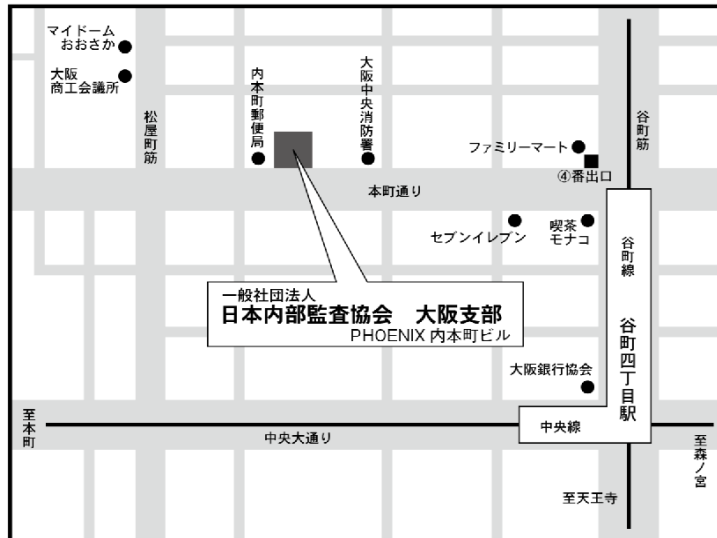 マイドーム
おおさか
大阪
商工会議所
松屋町筋
内本町郵便局
大阪中央消防署
ファミリーマート
④番出口
谷町筋
本町通り
セブンイレブン
喫茶
モナコ
谷町線
谷町四丁目駅
一般社団法人
日本内部監査協会 大阪支部
PHOENIX 内本町ビル
大阪銀行協会
至本町
中央大通り
中央線
至森ノ宮
至天王寺